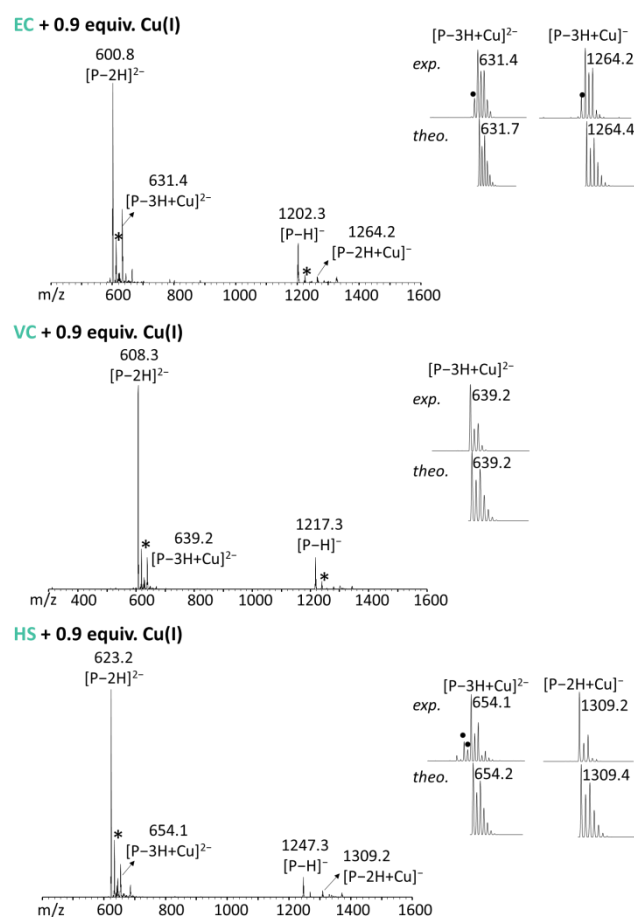 EC + 0.9 equiv. Cu(I)
600.8
[P−2H]²⁻
631.4
[P−3H+Cu]²⁻
*
1202.3
[P−H]⁻
*
1264.2
[P−2H+Cu]⁻
m/z 600 800 1000 1200 1400 1600
[P−3H+Cu]²⁻ [P−3H+Cu]⁻
exp. 631.4 1264.2
theo. 631.7 1264.4
VC + 0.9 equiv. Cu(I)
608.3
[P−2H]²⁻
*
639.2
[P−3H+Cu]²⁻
1217.3
[P−H]⁻
*
m/z 400 600 800 1000 1200 1400 1600
[P−3H+Cu]²⁻
exp. 639.2
theo. 639.2
HS + 0.9 equiv. Cu(I)
623.2
[P−2H]²⁻
*
654.1
[P−3H+Cu]²⁻
1247.3
[P−H]⁻
1309.2
[P−2H+Cu]⁻
m/z 400 600 800 1000 1200 1400 1600
[P−3H+Cu]²⁻ [P−2H+Cu]⁻
exp. 654.1 1309.2
theo. 654.2 1309.4